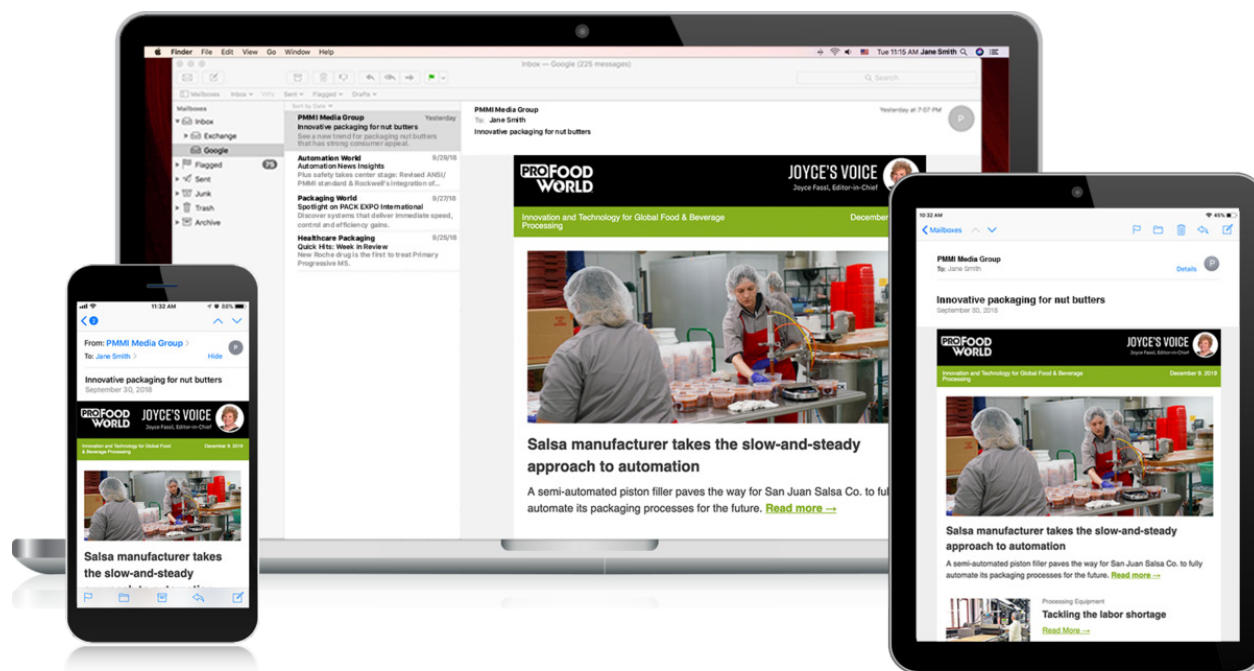 Finder File Edit View Go Window Help
Tue 11:15 AM Jane Smith
Inbox — Google (225 messages)
Search
Mailboxes Inbox VIPs Sent Flagged Drafts
Mailboxes
Inbox
Exchange
Google
Flagged 75
Sent
Junk
Trash
Archive
Sort by Date
PMMI Media Group Yesterday
Innovative packaging for nut butters
See a new trend for packaging nut butters
that has strong consumer appeal.
Automation World 9/29/18
Automation News Insights
Plus safety takes center stage: Revised ANSI/
PMMI standard & Rockwell's integration of...
Packaging World 9/27/18
Spotlight on PACK EXPO International
Discover systems that deliver immediate speed,
control and efficiency gains.
Healthcare Packaging 9/25/18
Quick Hits: Week in Review
New Roche drug is the first to treat Primary
Progressive MS.
PMMI Media Group Yesterday at 7:07 PM
To: Jane Smith
Innovative packaging for nut butters
P
PROFOOD WORLD
JOYCE'S VOICE
Joyce Fassl, Editor-in-Chief
Innovation and Technology for Global Food & Beverage December
Processing
Salsa manufacturer takes the slow-and-steady
approach to automation
A semi-automated piston filler paves the way for San Juan Salsa Co. to full
automate its packaging processes for the future. Read more →
11:32 AM 88%
2
From: PMMI Media Group
To: Jane Smith Hide
P
Innovative packaging for nut butters
September 30, 2018
PROFOOD WORLD
JOYCE'S VOICE
Joyce Fassl, Editor-in-Chief
Innovation and Technology for Global Food December 9, 2019
& Beverage Processing
Salsa manufacturer takes
the slow-and-steady
10:32 AM 45%
Mailboxes
PMMI Media Group
To: Jane Smith Details
P
Innovative packaging for nut butters
September 30, 2018
PROFOOD WORLD
JOYCE'S VOICE
Joyce Fassl, Editor-in-Chief
Innovation and Technology for Global Food & Beverage December 9, 2019
Processing
Salsa manufacturer takes the slow-and-steady
approach to automation
A semi-automated piston filler paves the way for San Juan Salsa Co. to fully
automate its packaging processes for the future. Read more →
Processing Equipment
Tackling the labor shortage
Read More →